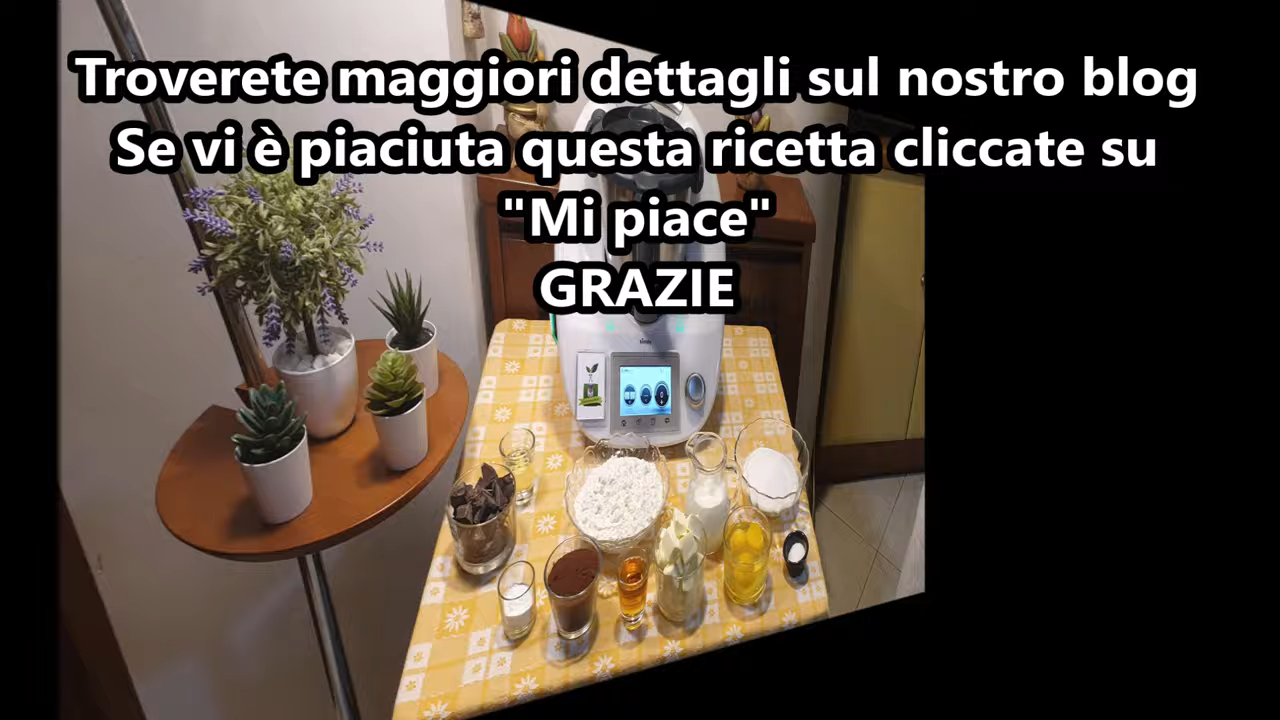 Troverete maggiori dettagli sul nostro blog
Se vi è piaciuta questa ricetta cliccate su
"Mi piace"
GRAZIE